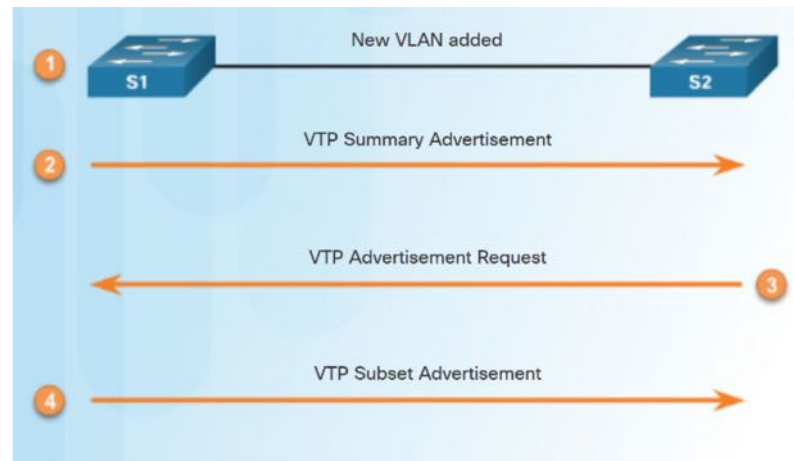 New VLAN added
1
S1
S2
VTP Summary Advertisement
2
VTP Advertisement Request
3
VTP Subset Advertisement
4